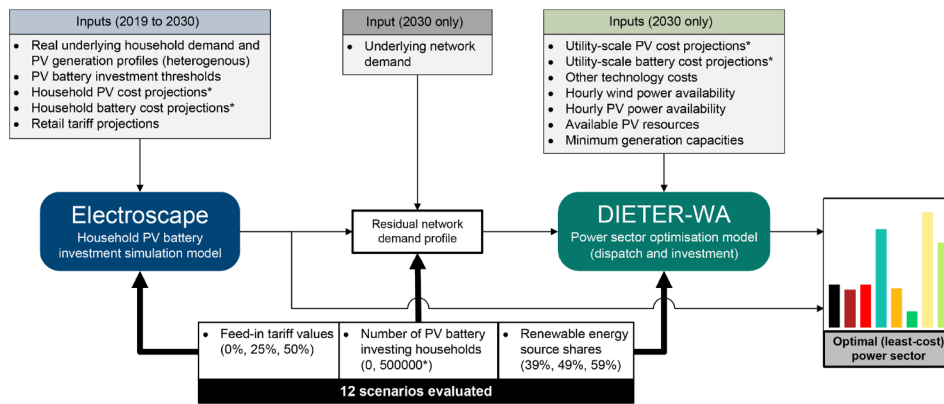 Inputs (2019 to 2030)
• Real underlying household demand and
PV generation profiles (heterogenous)
• PV battery investment thresholds
• Household PV cost projections*
• Household battery cost projections*
• Retail tariff projections
Input (2030 only)
• Underlying network
demand
Inputs (2030 only)
• Utility-scale PV cost projections*
• Utility-scale battery cost projections*
• Other technology costs
• Hourly wind power availability
• Hourly PV power availability
• Available PV resources
• Minimum generation capacities
Electroscape
Household PV battery
investment simulation model
Residual network
demand profile
DIETER-WA
Power sector optimisation model
(dispatch and investment)
• Feed-in tariff values
(0%, 25%, 50%)
• Number of PV battery
investing households
(0, 500000*)
• Renewable energy
source shares
(39%, 49%, 59%)
12 scenarios evaluated
Optimal (least-cost)
power sector